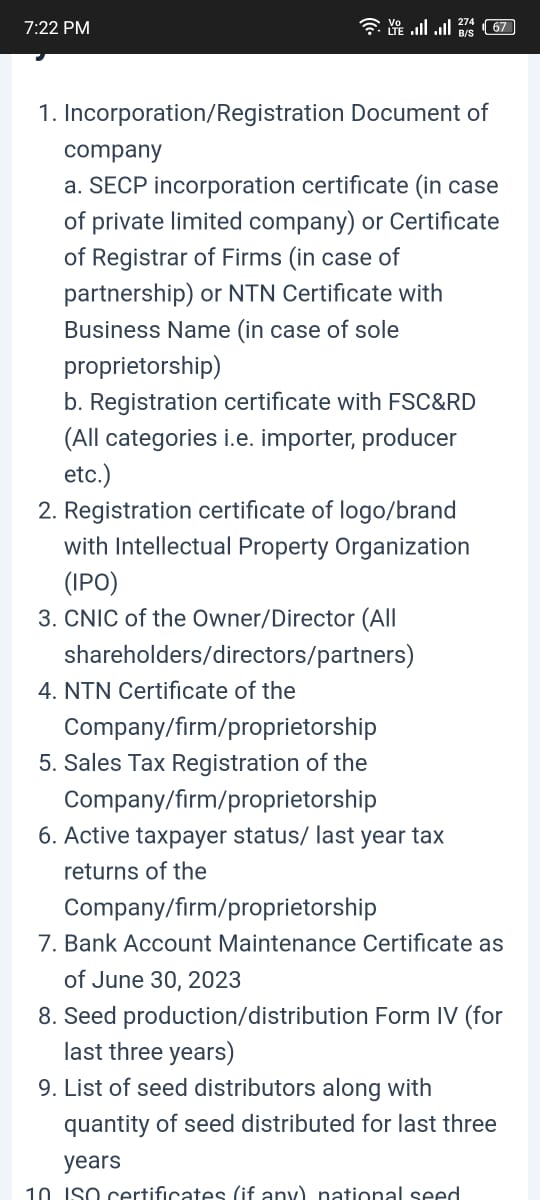 7:22 PM
Vo LTE 274 B/S 67
1. Incorporation/Registration Document of
company
a. SECP incorporation certificate (in case
of private limited company) or Certificate
of Registrar of Firms (in case of
partnership) or NTN Certificate with
Business Name (in case of sole
proprietorship)
b. Registration certificate with FSC&RD
(All categories i.e. importer, producer
etc.)
2. Registration certificate of logo/brand
with Intellectual Property Organization
(IPO)
3. CNIC of the Owner/Director (All
shareholders/directors/partners)
4. NTN Certificate of the
Company/firm/proprietorship
5. Sales Tax Registration of the
Company/firm/proprietorship
6. Active taxpayer status/ last year tax
returns of the
Company/firm/proprietorship
7. Bank Account Maintenance Certificate as
of June 30, 2023
8. Seed production/distribution Form IV (for
last three years)
9. List of seed distributors along with
quantity of seed distributed for last three
years
10. ISO certificates (if any), national seed